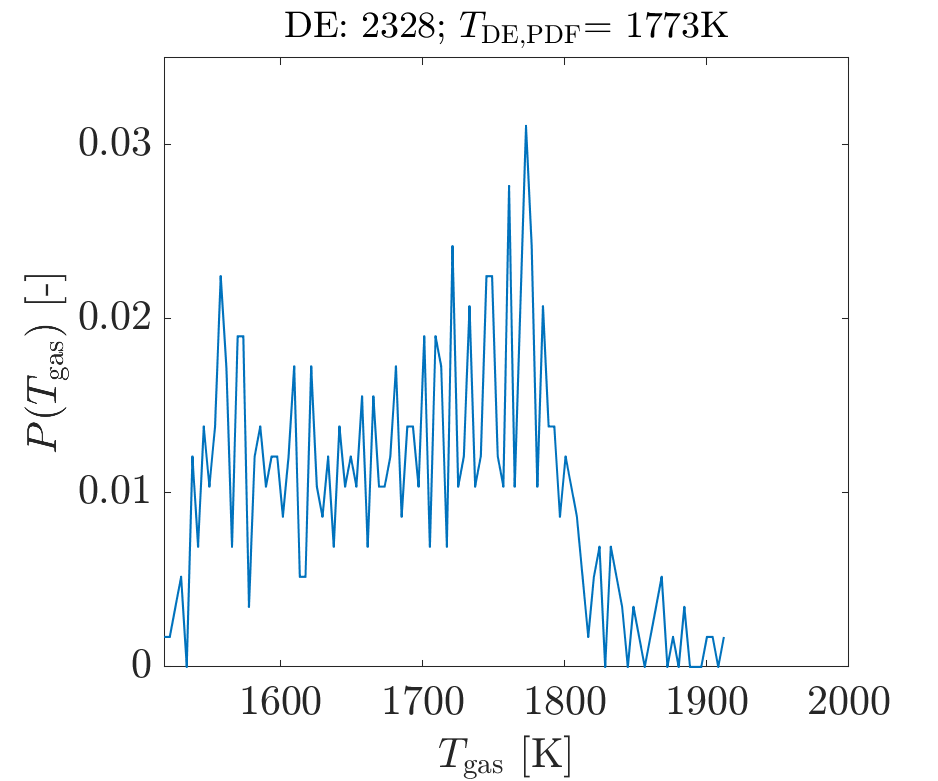 DE: 2328; T_DE,PDF= 1773K
P(T_gas) [-]
0.03
0.02
0.01
0
1600 1700 1800 1900 2000
T_gas [K]